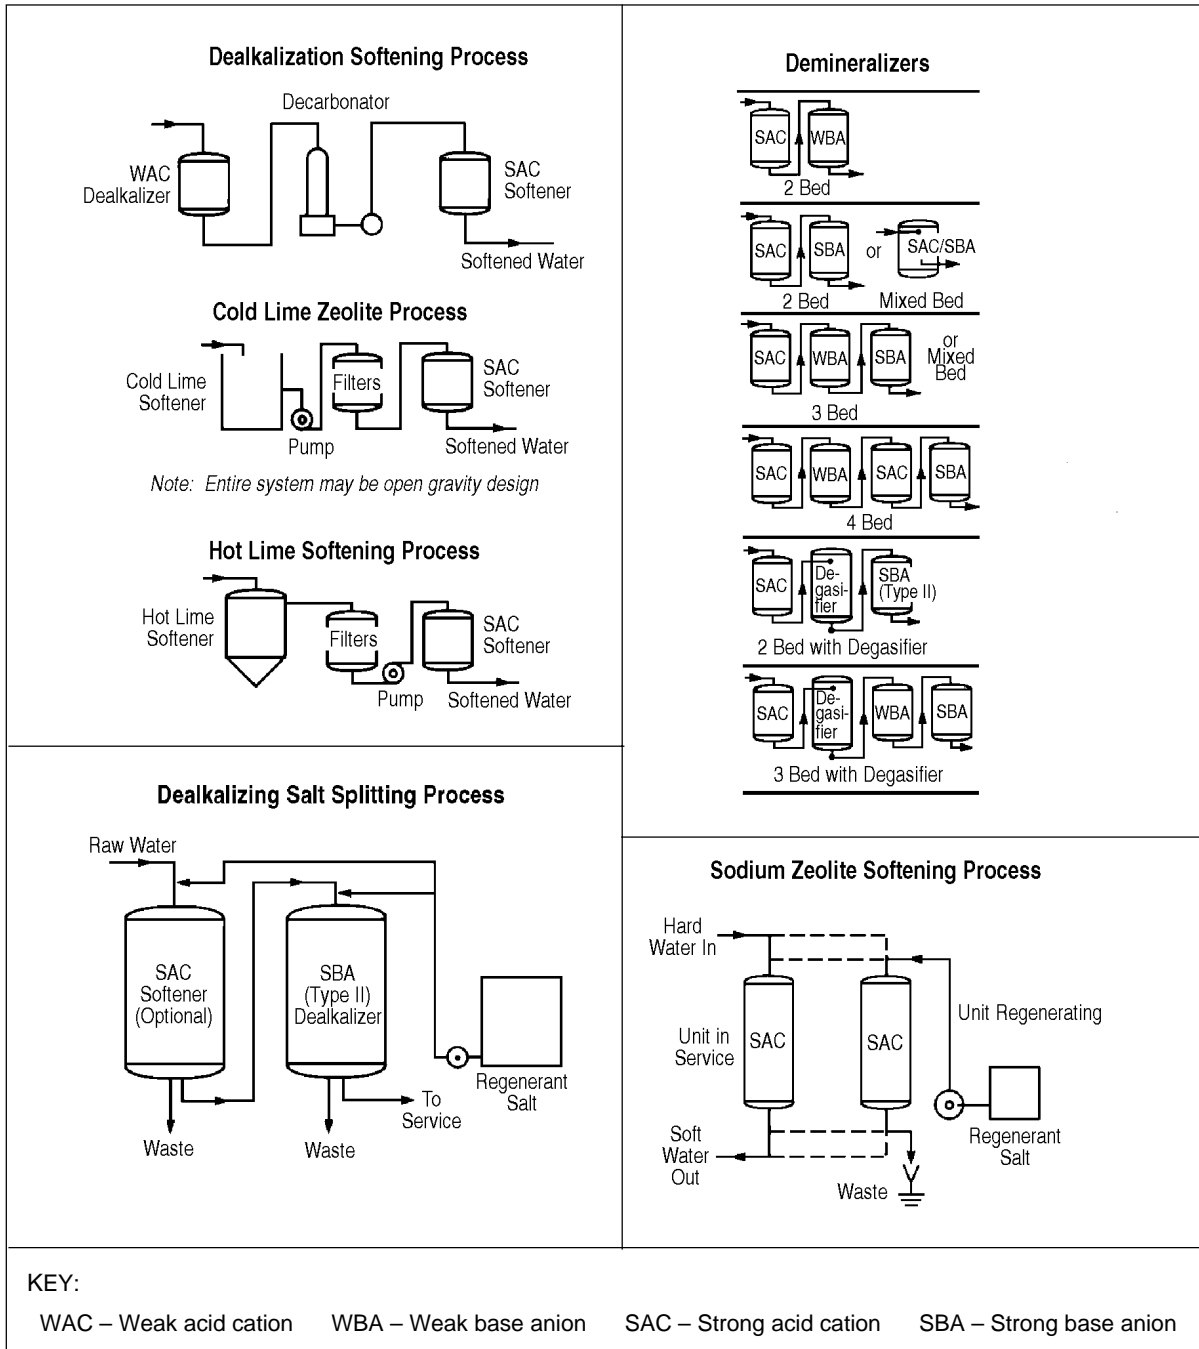 Dealkalization Softening Process
Decarbonator
WAC
Dealkalizer
SAC
Softener
Softened Water
Cold Lime Zeolite Process
Cold Lime
Softener
Filters
SAC
Softener
Pump
Softened Water
Note: Entire system may be open gravity design
Hot Lime Softening Process
Hot Lime
Softener
Filters
SAC
Softener
Pump
Softened Water
Demineralizers
SAC
WBA
2 Bed
SAC
SBA
or
SAC/SBA
2 Bed
Mixed Bed
SAC
WBA
SBA
or
Mixed
Bed
3 Bed
SAC
WBA
SAC
SBA
4 Bed
SAC
De-
gasi-
fier
SBA
(Type II)
2 Bed with Degasifier
SAC
De-
gasi-
fier
WBA
SBA
3 Bed with Degasifier
Dealkalizing Salt Splitting Process
Raw Water
SAC
Softener
(Optional)
SBA
(Type II)
Dealkalizer
Regenerant
Salt
To
Service
Waste
Waste
Sodium Zeolite Softening Process
Hard
Water In
Unit in
Service
SAC
SAC
Unit Regenerating
Regenerant
Salt
Soft
Water
Out
Waste
KEY:
WAC – Weak acid cation WBA – Weak base anion SAC – Strong acid cation SBA – Strong base anion